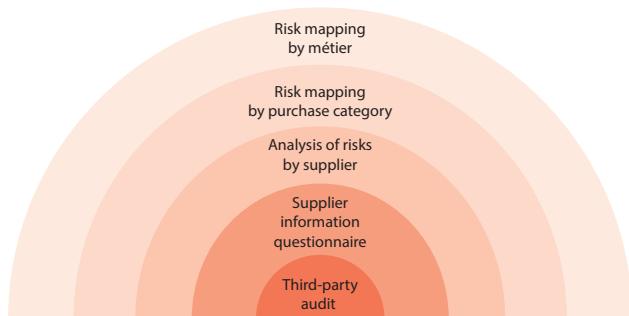 Risk mapping
by métier
Risk mapping
by purchase category
Analysis of risks
by supplier
Supplier
information
questionnaire
Third-party
audit